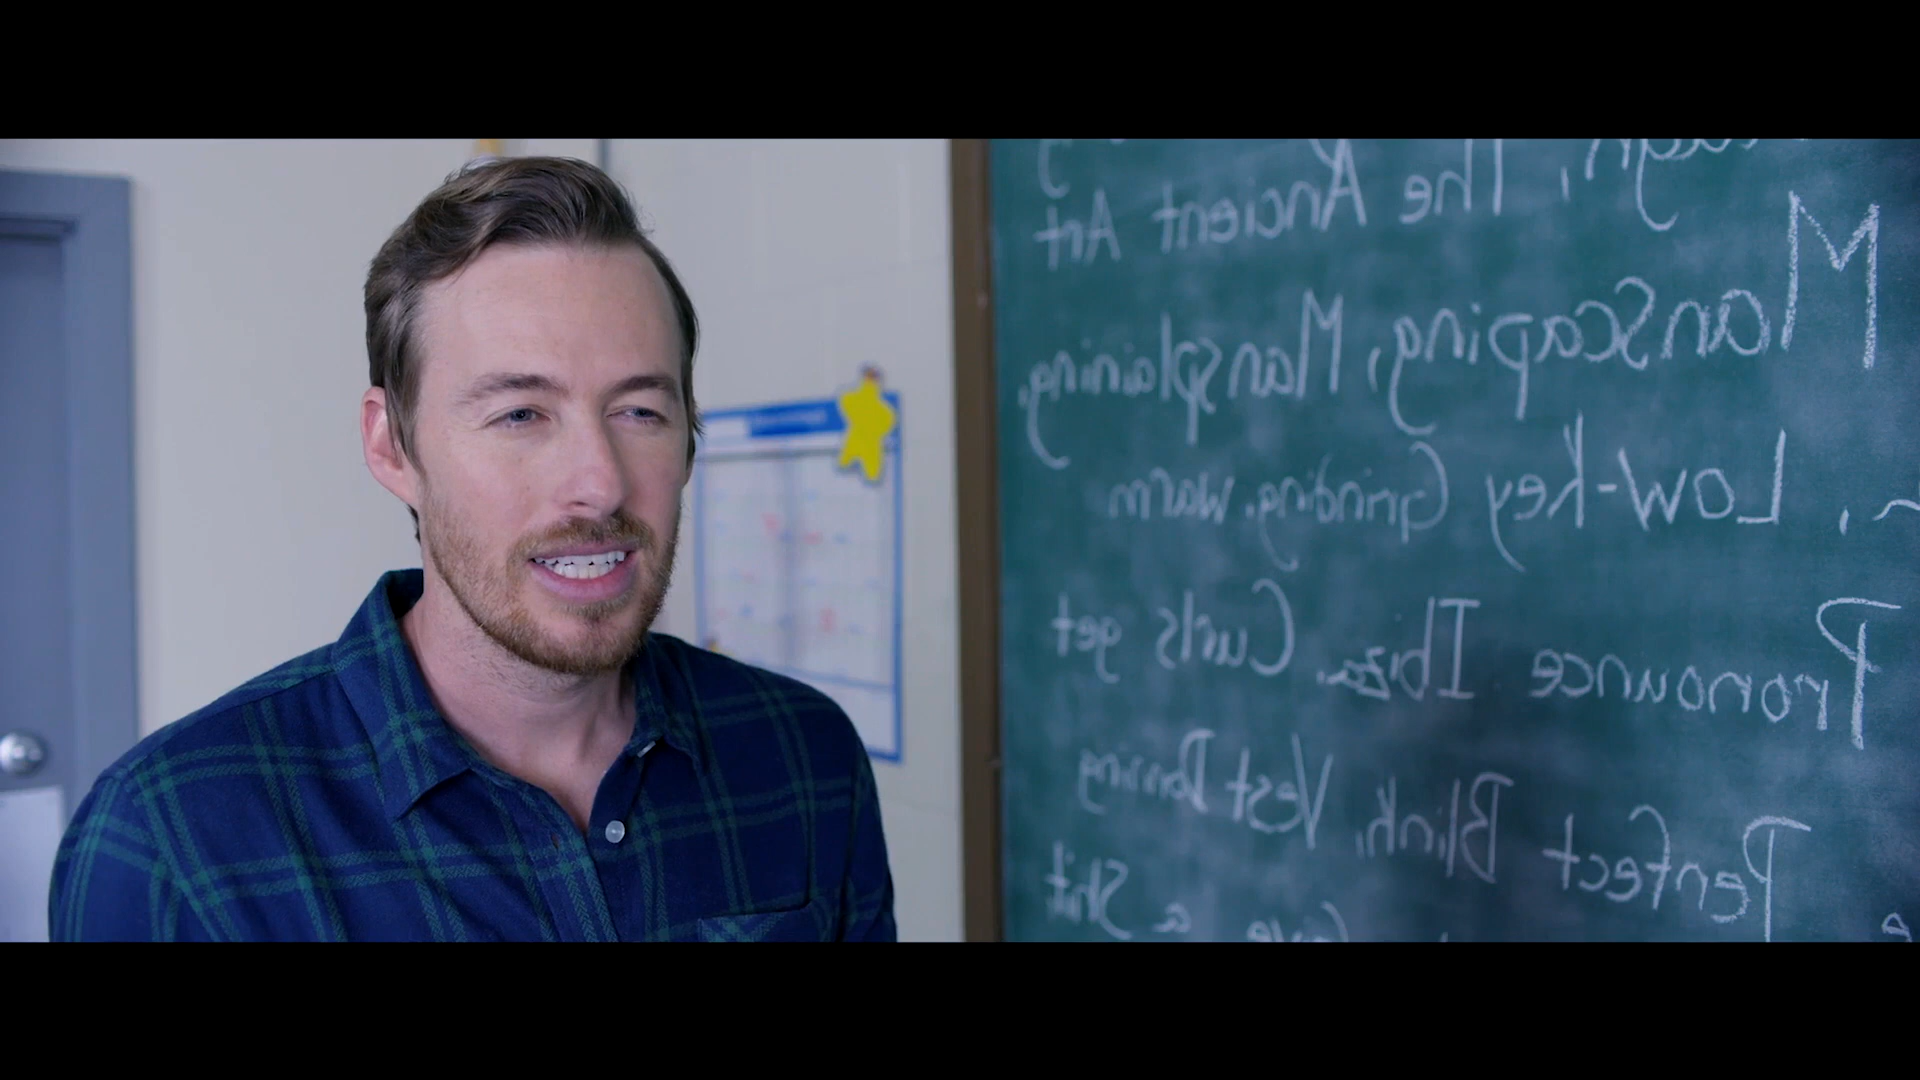 The Ancient Art
Manscaping, Mansplaining,
Low-key Grinding, Warm
Pronounce Ibiza. Curls get
Perfect Blink, Vest Donning
a Shit.